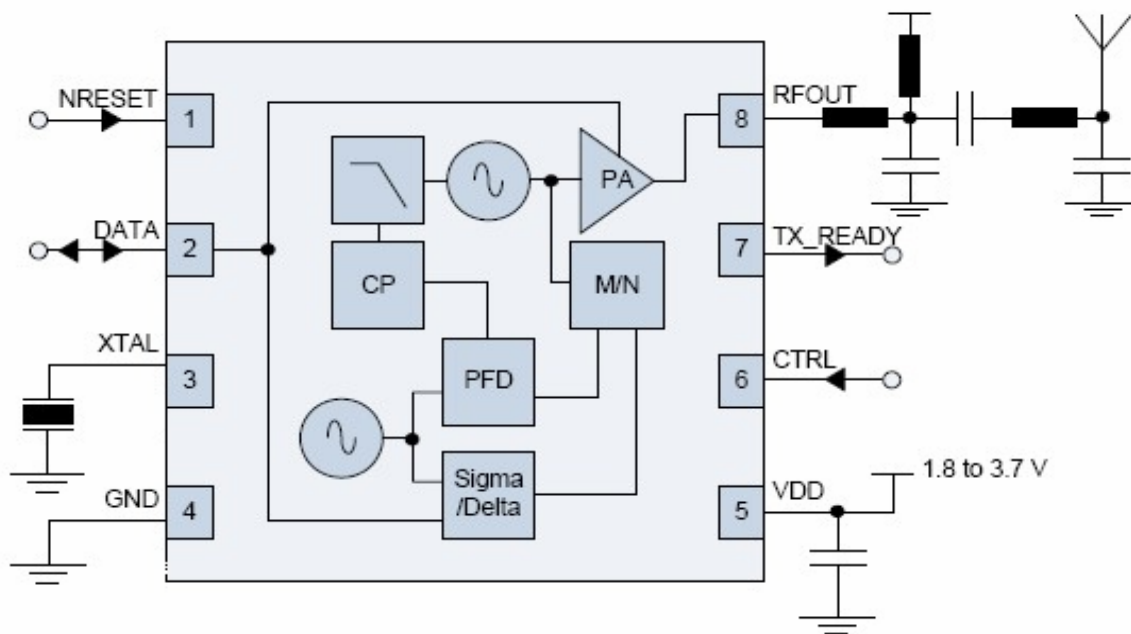 NRESET
1
DATA
2
XTAL
3
GND
4
PA
CP
M/N
PFD
Sigma
/Delta
RFOUT
8
TX_READY
7
CTRL
6
1.8 to 3.7 V
VDD
5